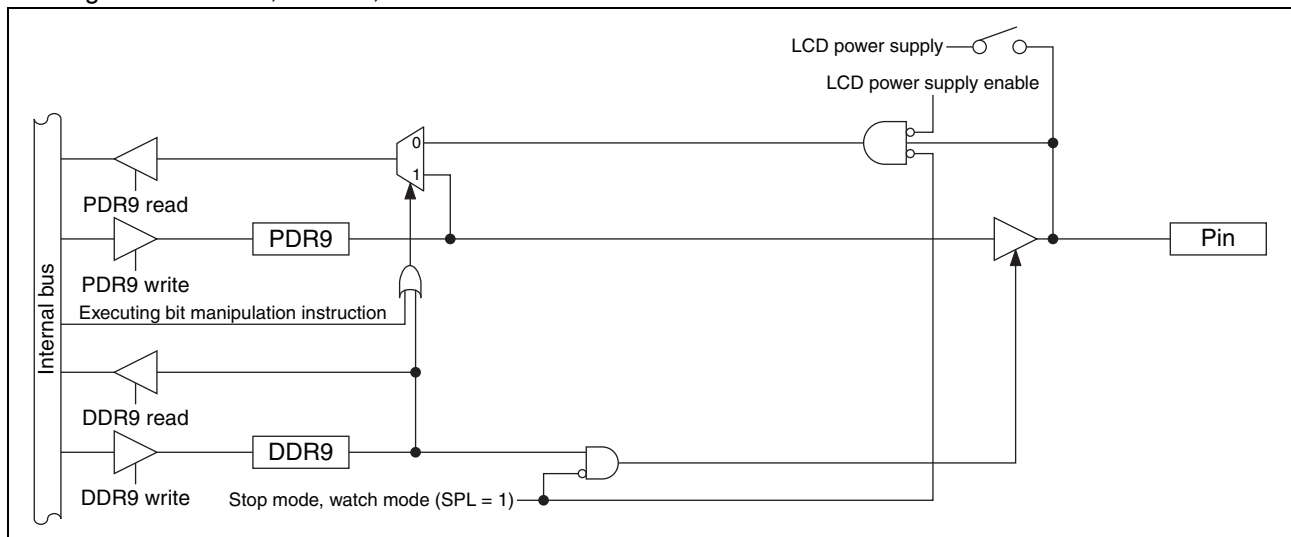 LCD power supply
LCD power supply enable
0
1
PDR9 read
PDR9
Pin
PDR9 write
Executing bit manipulation instruction
Internal bus
DDR9 read
DDR9
DDR9 write
Stop mode, watch mode (SPL = 1)